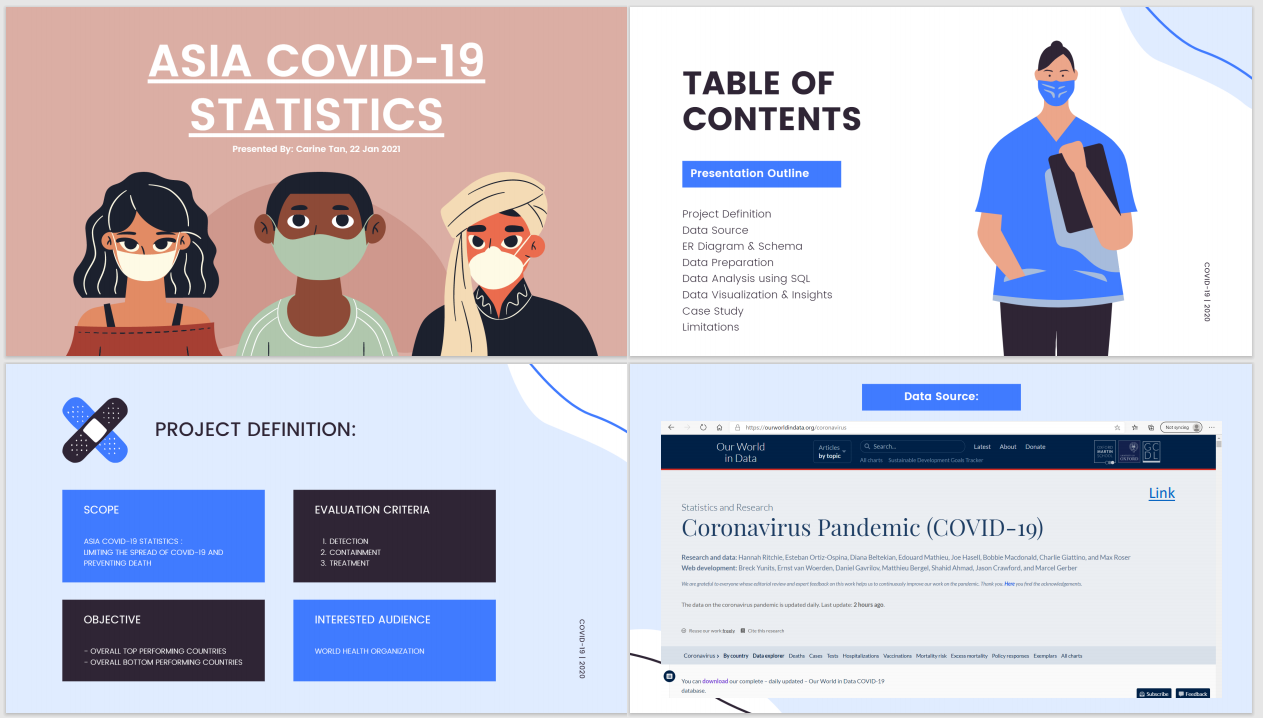 ASIA COVID-19
STATISTICS
Presented By: Carine Tan, 22 Jan 2021
TABLE OF
CONTENTS
Presentation Outline
Project Definition
Data Source
ER Diagram & Schema
Data Preparation
Data Analysis using SQL
Data Visualization & Insights
Case Study
Limitations
COVID-19 | 2020
PROJECT DEFINITION:
SCOPE
ASIA COVID-19 STATISTICS :
LIMITING THE SPREAD OF COVID-19 AND
PREVENTING DEATH
EVALUATION CRITERIA
1. DETECTION
2. CONTAINMENT
3. TREATMENT
OBJECTIVE
- OVERALL TOP PERFORMING COUNTRIES
- OVERALL BOTTOM PERFORMING COUNTRIES
INTERESTED AUDIENCE
WORLD HEALTH ORGANIZATION
COVID-19 | 2020
Data Source:
https://ourworldindata.org/coronavirus
Not syncing
Our World
in Data
Articles
by topic
Search...
Latest About Donate
All charts Sustainable Development Goals Tracker
OXFORD
MARTIN
SCHOOL
OXFORD
GC
DL
Link
Statistics and Research
Coronavirus Pandemic (COVID-19)
Research and data: Hannah Ritchie, Esteban Ortiz-Ospina, Diana Beltekian, Edouard Mathieu, Joe Hasell, Bobbie Macdonald, Charlie Giattino, and Max Roser
Web development: Breck Yunits, Ernst van Woerden, Daniel Gavrilov, Matthieu Bergel, Shahid Ahmad, Jason Crawford, and Marcel Gerber
We are grateful to everyone whose editorial review and expert feedback on this work helps us to continuously improve our work on the pandemic. Thank you. Here you find the acknowledgements.
The data on the coronavirus pandemic is updated daily. Last update: 2 hours ago.
Reuse our work freely Cite this research
Coronavirus > By country Data explorer Deaths Cases Tests Hospitalizations Vaccinations Mortality risk Excess mortality Policy responses Exemplars All charts
You can download our complete – daily updated – Our World in Data COVID-19
database.
Subscribe Feedback